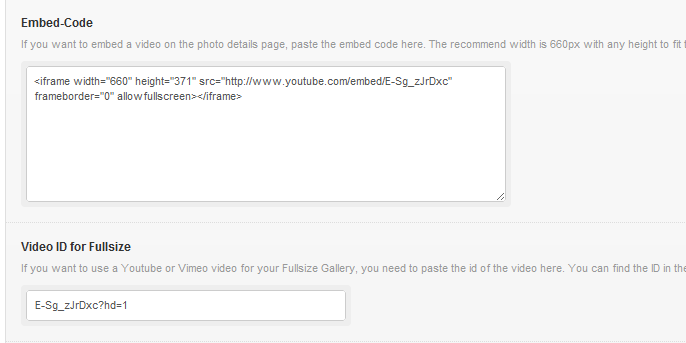 Embed-Code
If you want to embed a video on the photo details page, paste the embed code here. The recommend width is 660px with any height to fit
<iframe width="660" height="371" src="http://www.youtube.com/embed/E-Sg_zJrDxc"
frameborder="0" allowfullscreen></iframe>
Video ID for Fullsize
If you want to use a Youtube or Vimeo video for your Fullsize Gallery, you need to paste the id of the video here. You can find the ID in the
E-Sg_zJrDxc?hd=1